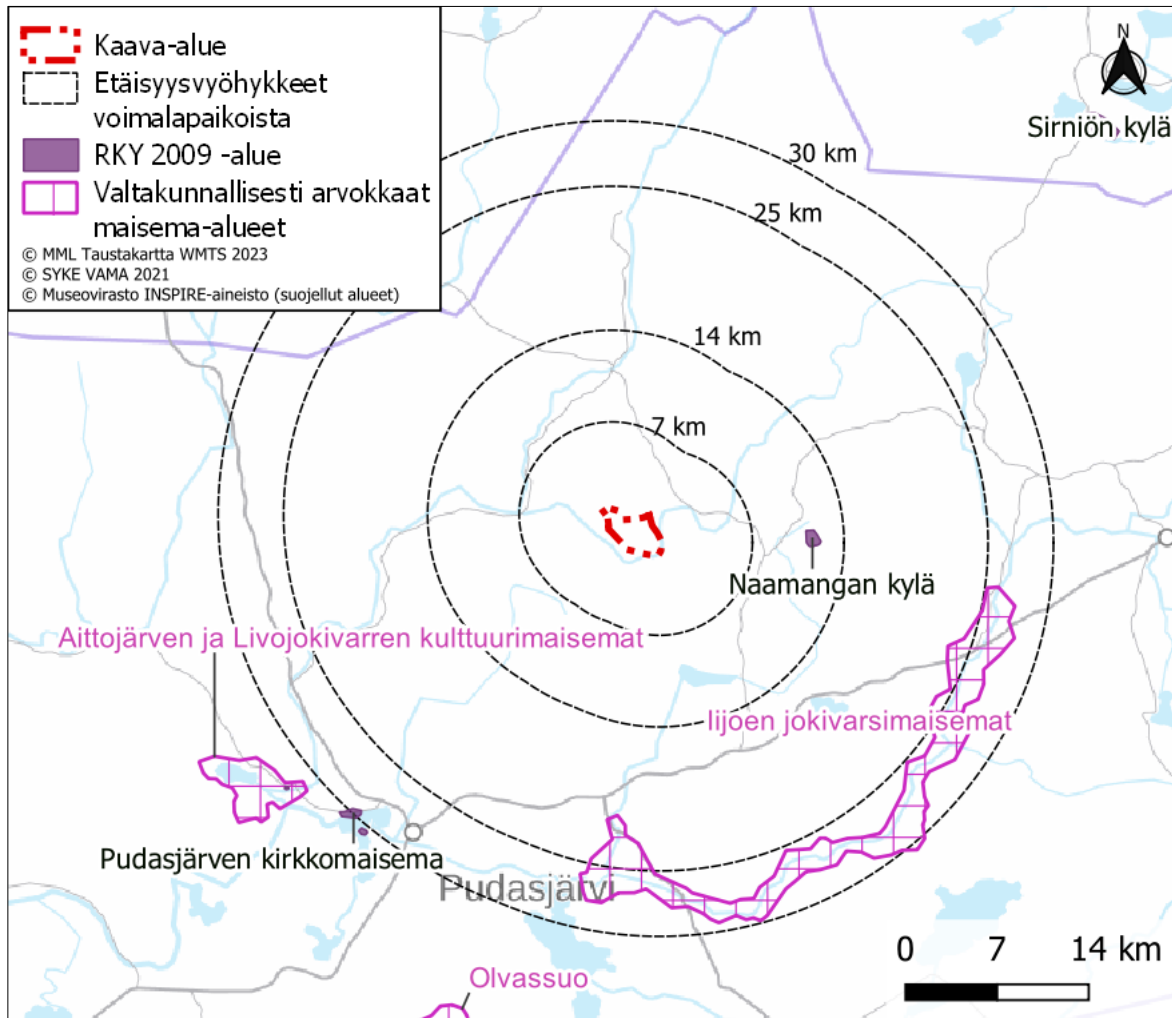 Kaava-alue
Etäisyysvyöhykkeet
voimalapaikoista
RKY 2009 -alue
Valtakunnallisesti arvokkaat
maisema-alueet
© MML Taustakartta WMTS 2023
© SYKE VAMA 2021
© Museovirasto INSPIRE-aineisto (suojellut alueet)
N
Sirniön kylä
30 km
25 km
14 km
7 km
Naamangan kylä
Aittojärven ja Livojokivarren kulttuurimaisemat
Iijoen jokivarsimaisemat
Pudasjärven kirkkomaisema
Pudasjärvi
Olvassuo
0 7 14 km